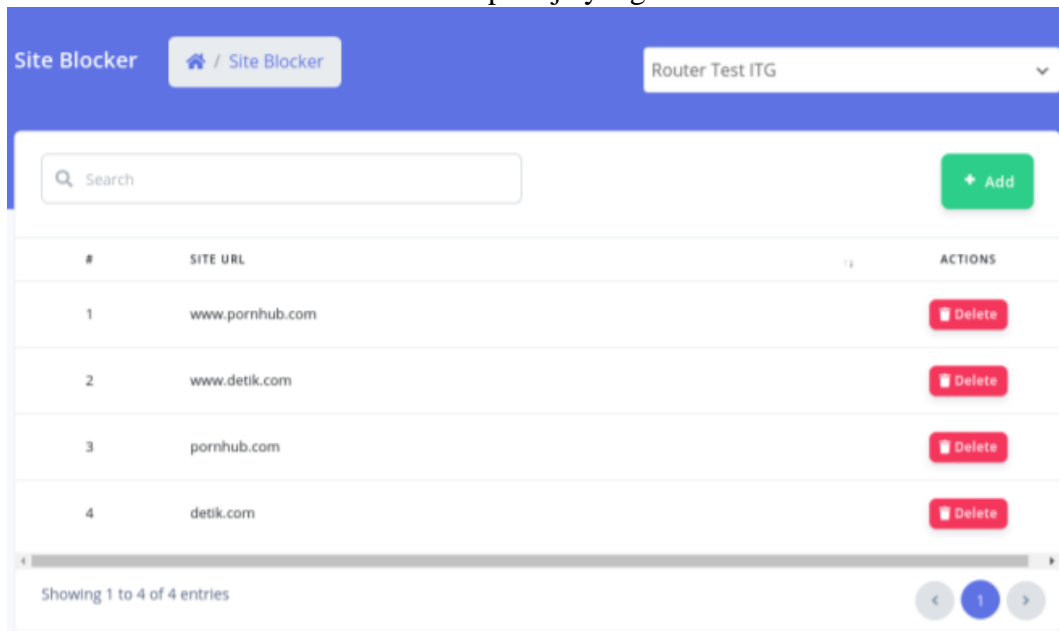 Site Blocker / Site Blocker Router Test ITG
Search + Add
# SITE URL ACTIONS
1 www.pornhub.com Delete
2 www.detik.com Delete
3 pornhub.com Delete
4 detik.com Delete
Showing 1 to 4 of 4 entries < 1 >